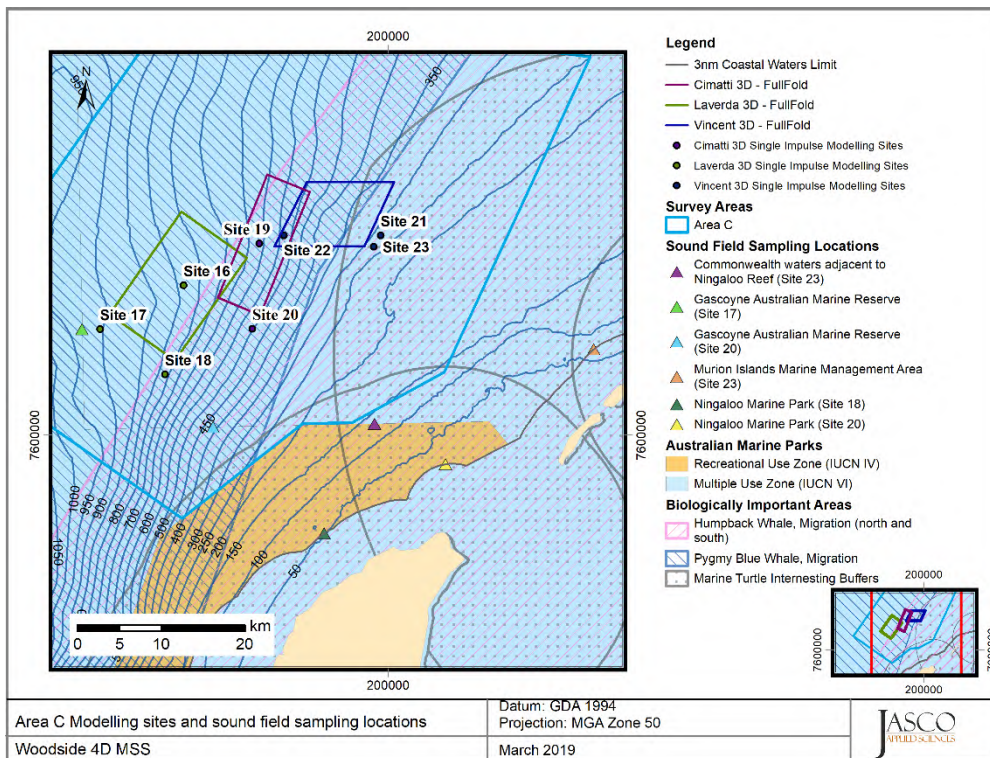 200000
950
N
350
Site 19
Site 21
Site 22
Site 23
Site 16
Site 17
Site 20
Site 18
450
7600000
1000
950
900
800
700
600
500
400
300
250
200
150
100
50
1050
km
0 5 10 20
200000
Legend
3nm Coastal Waters Limit
Cimatti 3D - FullFold
Laverda 3D - FullFold
Vincent 3D - FullFold
Cimatti 3D Single Impulse Modelling Sites
Laverda 3D Single Impulse Modelling Sites
Vincent 3D Single Impulse Modelling Sites
Survey Areas
Area C
Sound Field Sampling Locations
Commonwealth waters adjacent to
Ningaloo Reef (Site 23)
Gascoyne Australian Marine Reserve
(Site 17)
Gascoyne Australian Marine Reserve
(Site 20)
Murion Islands Marine Management Area
(Site 23)
Ningaloo Marine Park (Site 18)
Ningaloo Marine Park (Site 20)
Australian Marine Parks
Recreational Use Zone (IUCN IV)
Multiple Use Zone (IUCN VI)
Biologically Important Areas
Humpback Whale, Migration (north and
south)
Pygmy Blue Whale, Migration
Marine Turtle Internesting Buffers
200000
7600000
200000
Area C Modelling sites and sound field sampling locations
Woodside 4D MSS
Datum: GDA 1994
Projection: MGA Zone 50
March 2019
JASCO
APPLIED SCIENCES